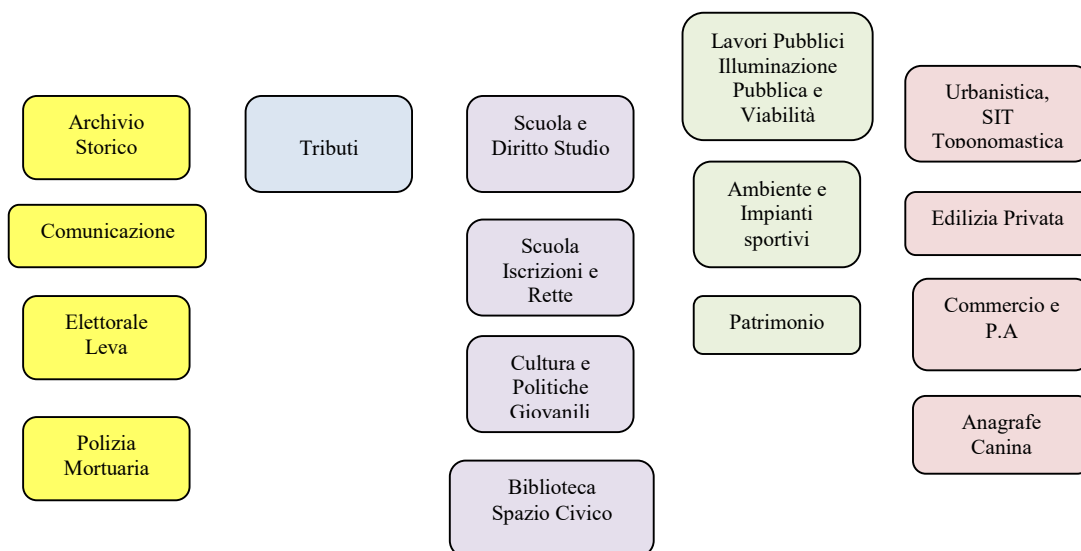 Archivio
Storico
Comunicazione
Elettorale
Leva
Polizia
Mortuaria
Tributi
Scuola e
Diritto Studio
Scuola
Iscrizioni e
Rette
Cultura e
Politiche
Giovanili
Biblioteca
Spazio Civico
Lavori Pubblici
Illuminazione
Pubblica e
Viabilità
Ambiente e
Impianti
sportivi
Patrimonio
Urbanistica,
SIT
Toponomastica
Edilizia Privata
Commercio e
P.A
Anagrafe
Canina